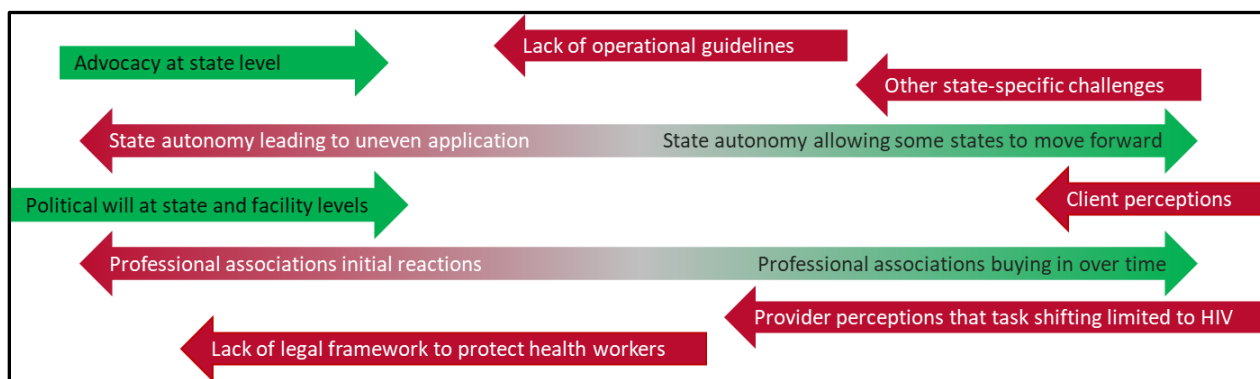 Lack of operational guidelines
Advocacy at state level
Other state-specific challenges
State autonomy leading to uneven application
State autonomy allowing some states to move forward
Political will at state and facility levels
Client perceptions
Professional associations initial reactions
Professional associations buying in over time
Provider perceptions that task shifting limited to HIV
Lack of legal framework to protect health workers